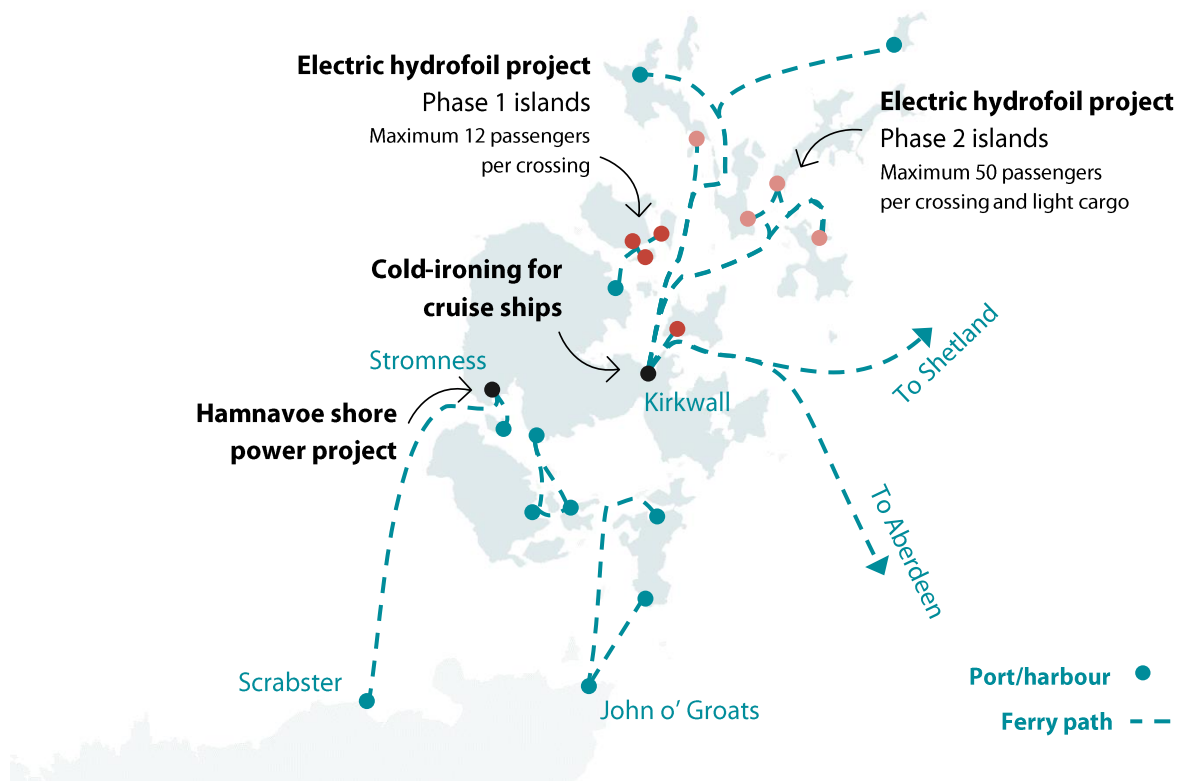 Electric hydrofoil project
Phase 1 islands
Maximum 12 passengers
per crossing
Electric hydrofoil project
Phase 2 islands
Maximum 50 passengers
per crossing and light cargo
Cold-ironing for
cruise ships
Stromness
Kirkwall
Hamnavoe shore
power project
To Shetland
To Aberdeen
Scrabster
John o’ Groats
Port/harbour
Ferry path